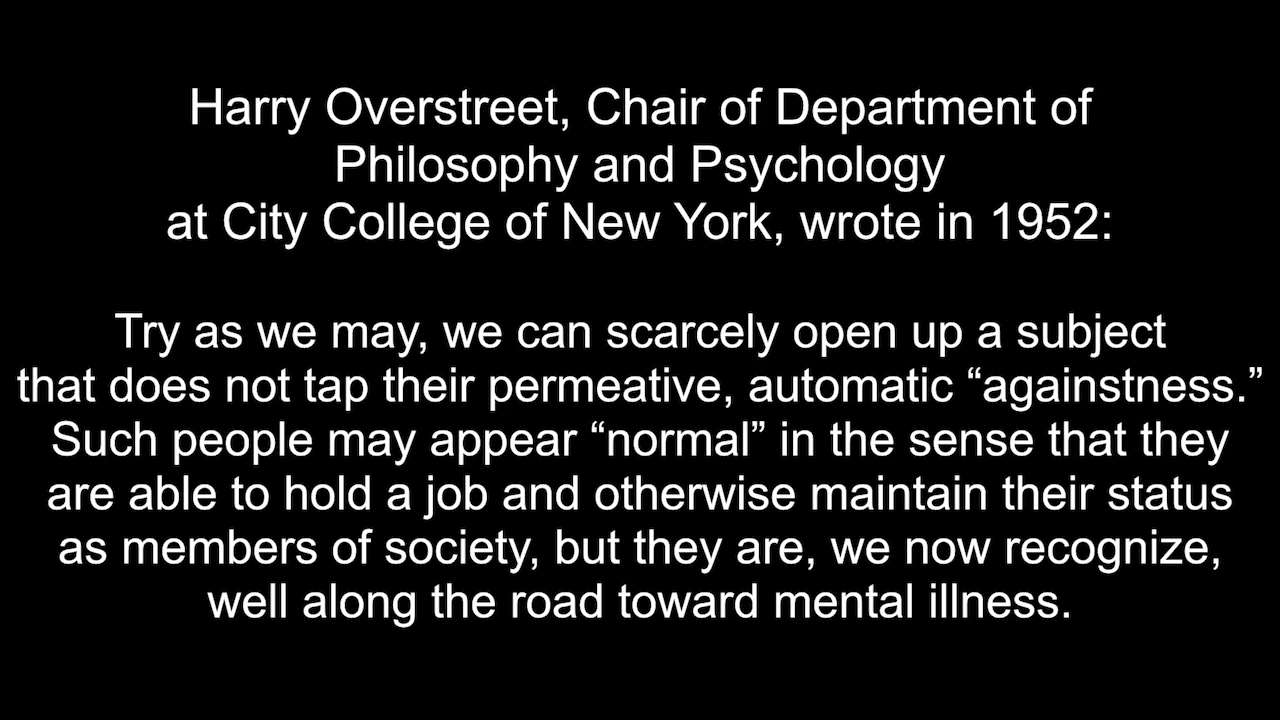 Harry Overstreet, Chair of Department of
Philosophy and Psychology
at City College of New York, wrote in 1952:
Try as we may, we can scarcely open up a subject
that does not tap their permeative, automatic “againstness.”
Such people may appear “normal” in the sense that they
are able to hold a job and otherwise maintain their status
as members of society, but they are, we now recognize,
well along the road toward mental illness.